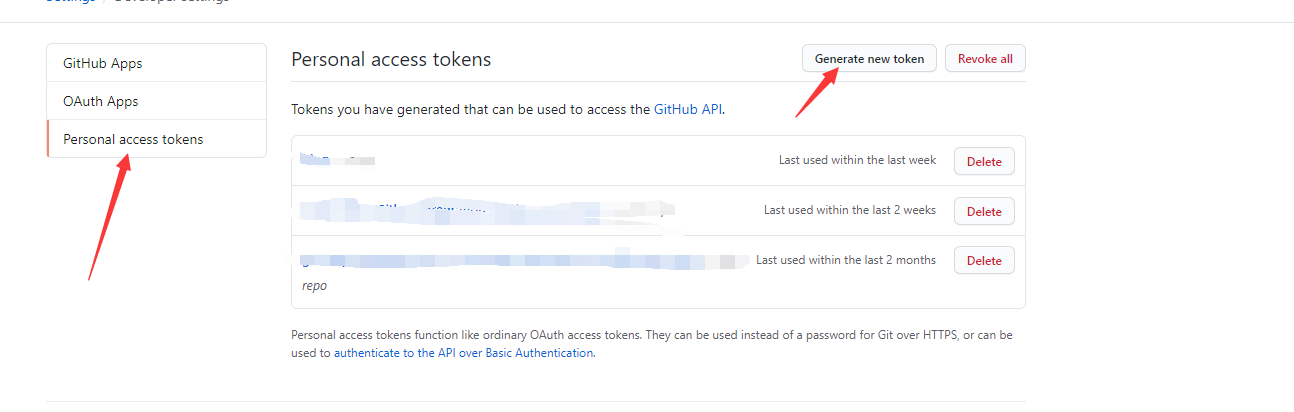 Settings / Developer settings
GitHub Apps
OAuth Apps
Personal access tokens
Personal access tokens
Generate new token
Revoke all
Tokens you have generated that can be used to access the GitHub API.
Last used within the last week
Delete
Last used within the last 2 weeks
Delete
Last used within the last 2 months
Delete
repo
Personal access tokens function like ordinary OAuth access tokens. They can be used instead of a password for Git over HTTPS, or can be
used to authenticate to the API over Basic Authentication.